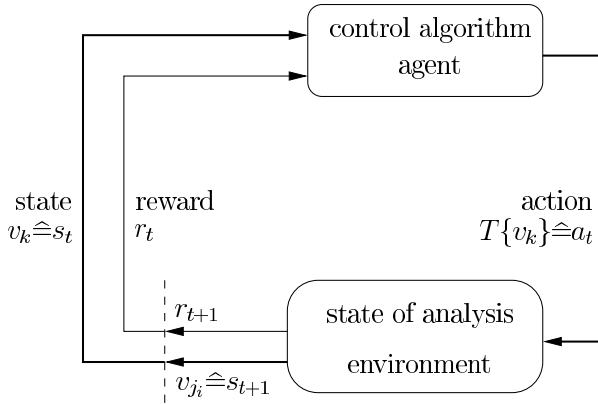 control algorithm
agent
state
v_k≙s_t
reward
r_t
action
T{v_k}≙a_t
r_{t+1}
state of analysis
environment
v_{j_i}≙s_{t+1}